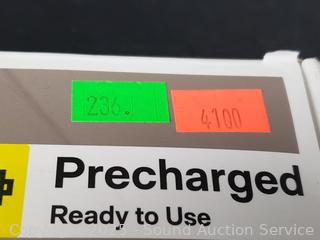 236.
4100
Precharged
Ready to Use
Sound Auction Service